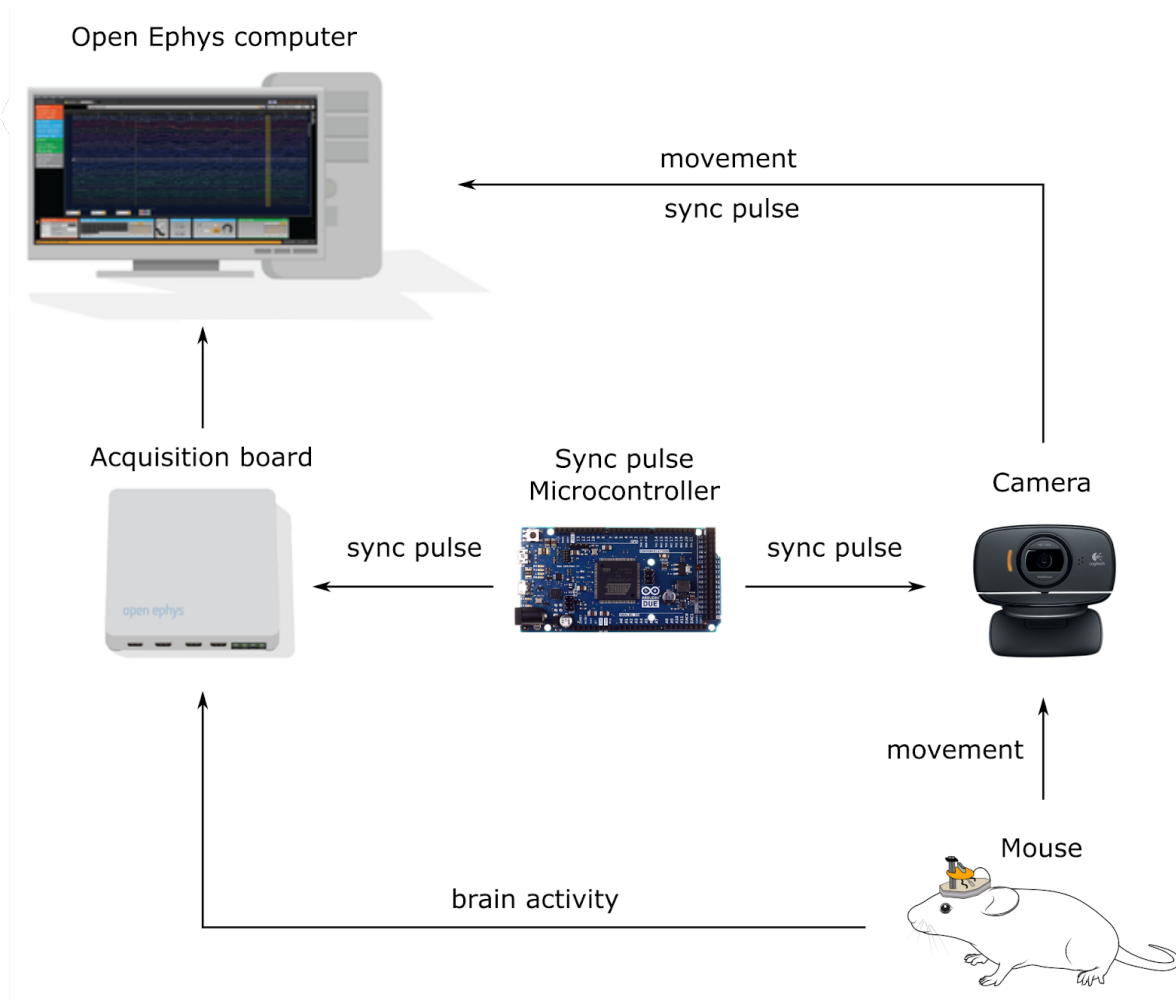 Open Ephys computer
movement
sync pulse
Acquisition board
Sync pulse
Microcontroller
Camera
sync pulse
sync pulse
open ephys
DUE
movement
Mouse
brain activity